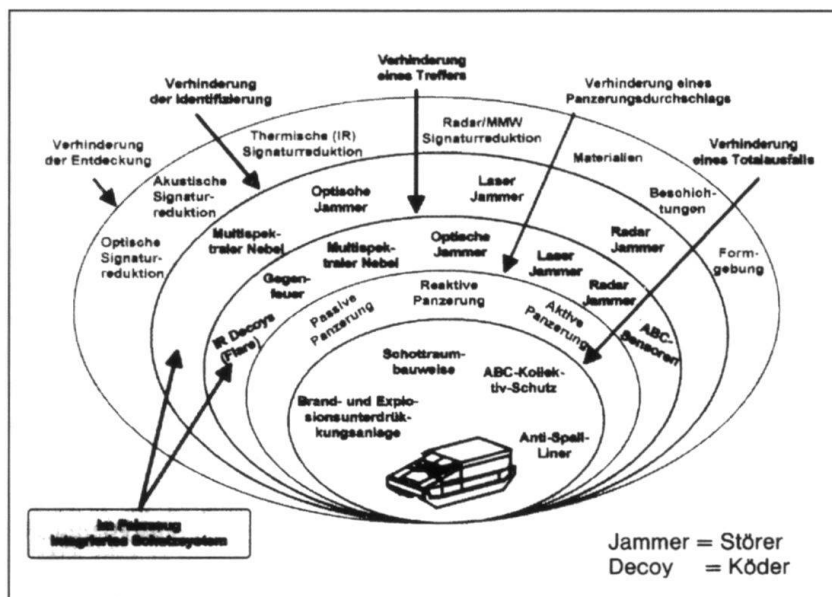 Verhinderung
eines Treffers
Verhinderung
der Identifizierung
Verhinderung eines
Panzerungsdurchschlags
Verhinderung
der Entdeckung
Thermische (IR)
Signaturreduktion
Radar/MMW
Signaturreduktion
Verhinderung
eines Totalausfalls
Materialien
Akustische
Signatur-
reduktion
Optische
Jammer
Laser
Jammer
Beschich-
tungen
Optische
Signatur-
reduktion
Multispek-
traler Nebel
Multispek-
traler Nebel
Optische
Jammer
Laser
Jammer
Radar
Jammer
Form-
gebung
Gegen-
feuer
Radar
Jammer
IR Decoys
(Flare)
Passive
Panzerung
Reaktive
Panzerung
Aktive
Panzerung
ABC-
Sensoren
Schottraum-
bauweise
ABC-Kollek-
tiv-Schutz
Brand- und Explo-
sionsunterdrük-
kungsanlage
Anti-Spall-
Liner
im Fahrzeug
integriertes Schutzsystem
Jammer = Störer
Decoy = Köder